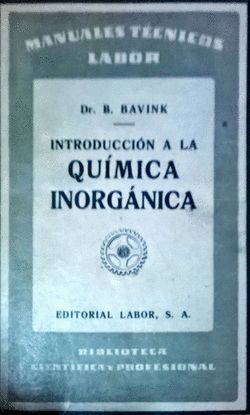 MANUALES TÉCNICOS
LABOR
Dr. B. BAVINK
INTRODUCCIÓN A LA
QUÍMICA
INORGÁNICA
EDITORIAL LABOR, S. A.
BIBLIOTECA
CIENTÍFICA Y PROFESIONAL